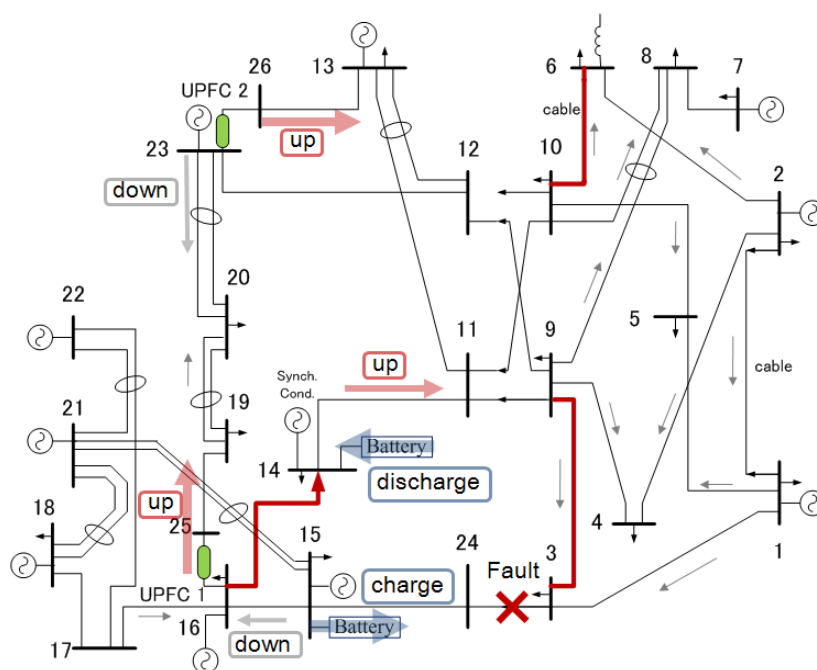 UPFC 2
26
13
6
8
7
cable
23
up
down
12
10
2
22
20
5
11
9
cable
21
19
Synch.
Cond.
up
14
Battery
discharge
up
18
25
15
4
1
24
3
charge
Fault
UPFC 1
16
down
Battery
17